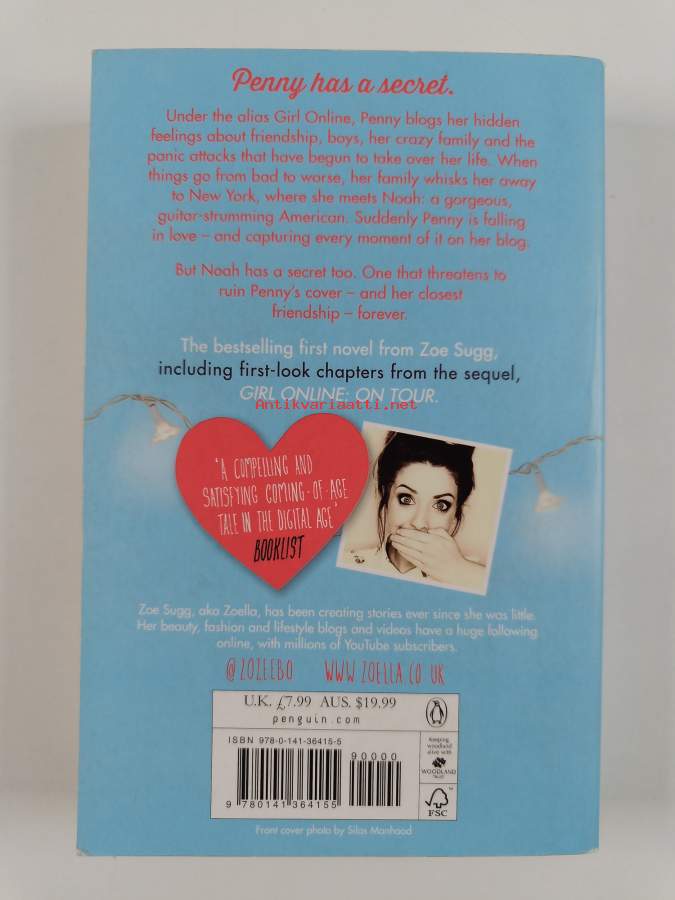 Penny has a secret.
Under the alias Girl Online, Penny blogs her hidden
feelings about friendship, boys, her crazy family and the
panic attacks that have begun to take over her life. When
things go from bad to worse, her family whisks her away
to New York, where she meets Noah: a gorgeous,
guitar-strumming American. Suddenly Penny is falling
in love – and capturing every moment of it on her blog.
But Noah has a secret too. One that threatens to
ruin Penny's cover – and her closest
friendship – forever.
The bestselling first novel from Zoe Sugg,
including first-look chapters from the sequel,
GIRL ONLINE: ON TOUR.
Antikvariaatti.net
'A COMPELLING AND
SATISFYING COMING-OF-AGE
TALE IN THE DIGITAL AGE'
BOOKLIST
Zoe Sugg, aka Zoella, has been creating stories ever since she was little.
Her beauty, fashion and lifestyle blogs and videos have a huge following
online, with millions of YouTube subscribers.
@ZOZEEBO WWW.ZOELLA.CO.UK
U.K. £7.99 AUS. $19.99
penguin.com
ISBN 978-0-141-36415-5
90000
9 780141 364155
Keeping
woodland
alive with
WOODLAND
TRUST
FSC
Front cover photo by Silas Manhood